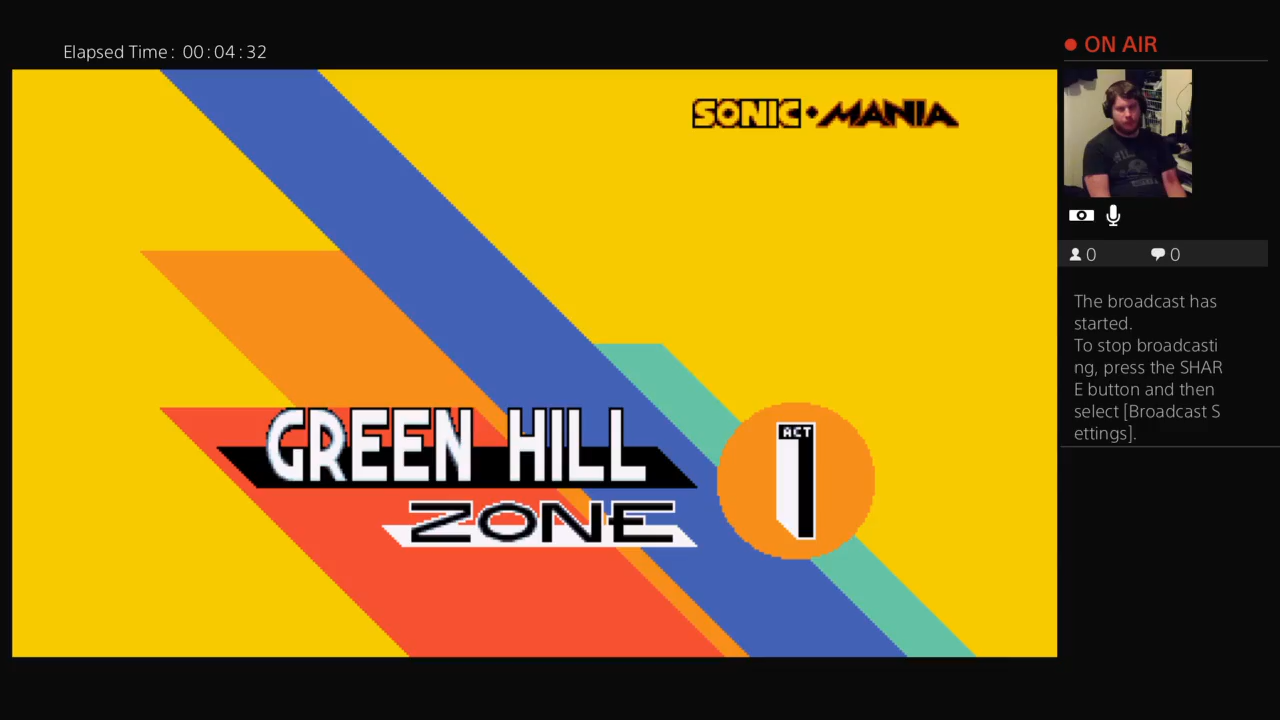 Elapsed Time: 00:04:32
ON AIR
SONIC MANIA
0 0
The broadcast has
started.
To stop broadcasti
ng, press the SHAR
E button and then
select [Broadcast S
ettings].
GREEN HILL
ZONE
ACT
1